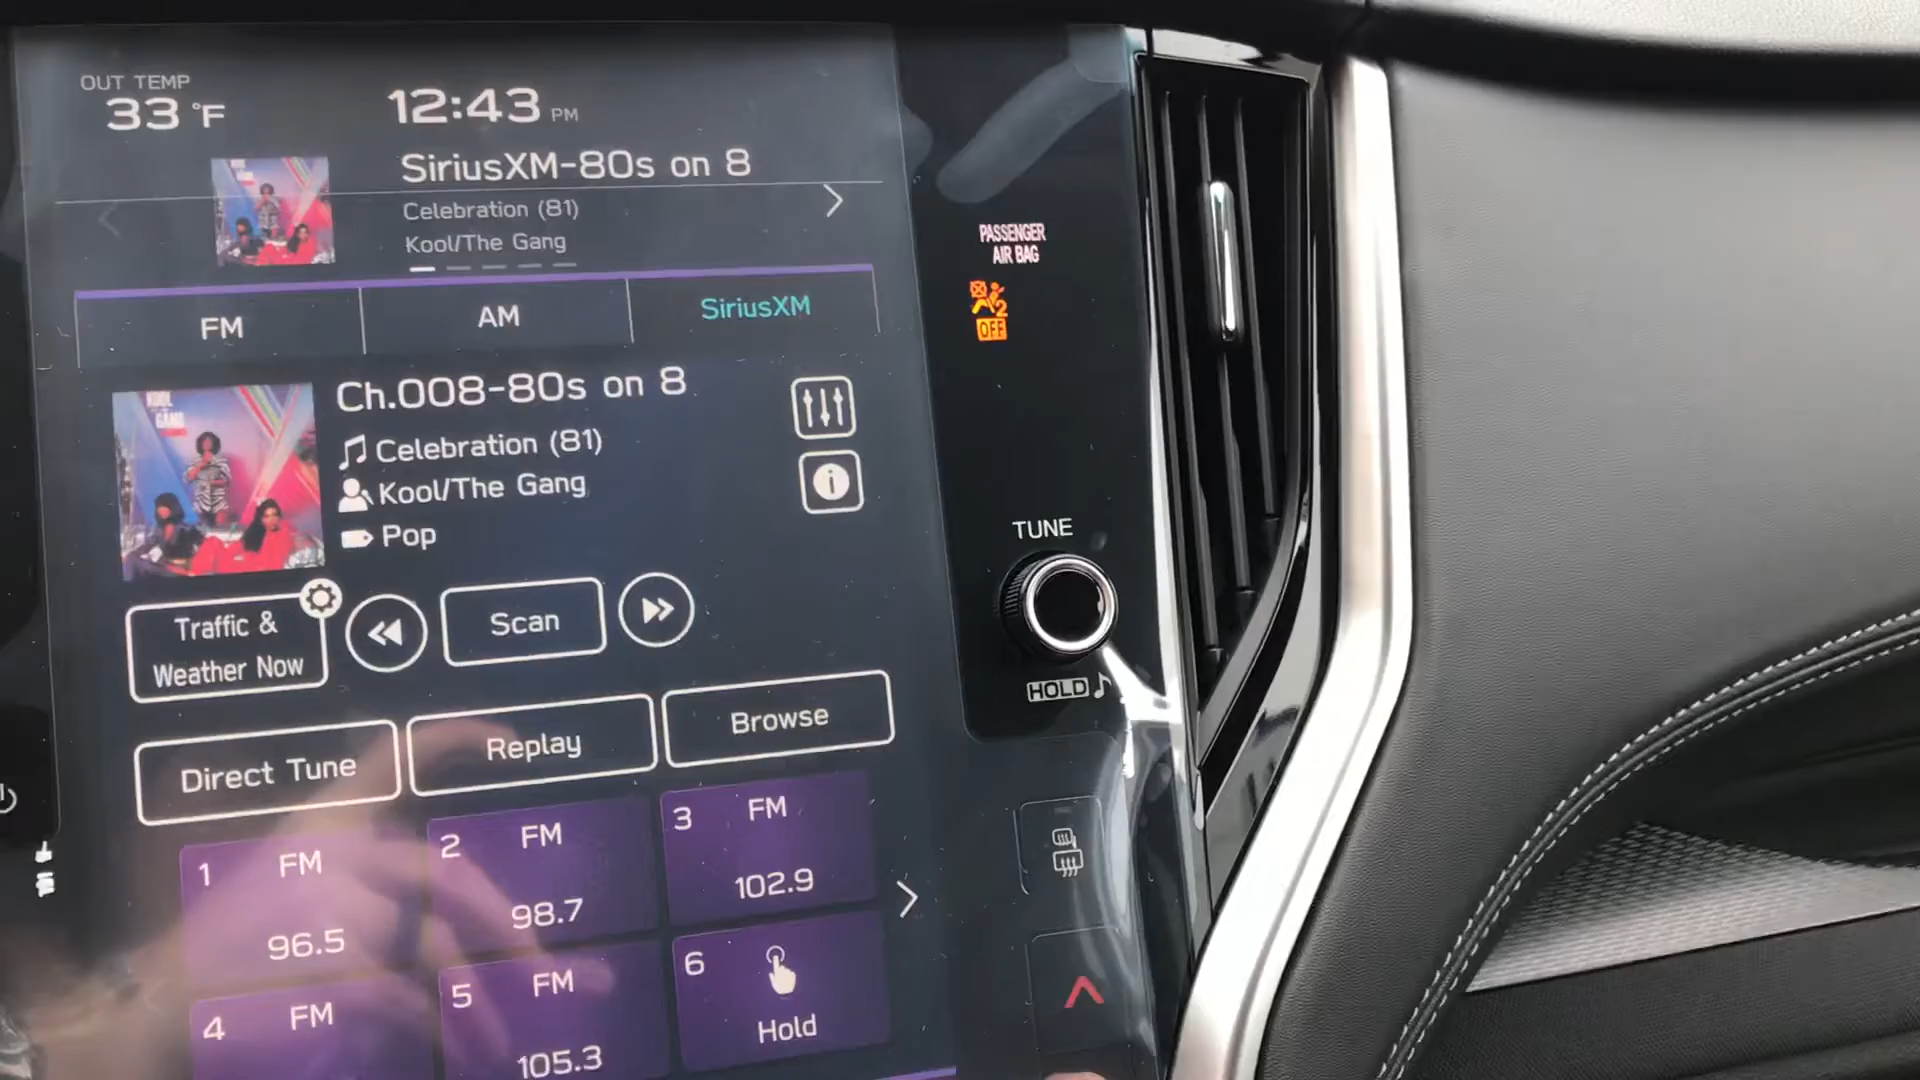 OUT TEMP
33 °F
12:43 PM
SiriusXM-80s on 8
Celebration (81)
Kool/The Gang
PASSENGER
AIR BAG
2
OFF
FM
AM
SiriusXM
KOOL
GANG
Ch.008-80s on 8
Celebration (81)
Kool/The Gang
Pop
TUNE
HOLD
Traffic &
Weather Now
Scan
Direct Tune
Replay
Browse
1 FM
96.5
2 FM
98.7
3 FM
102.9
4 FM
5 FM
105.3
6
Hold